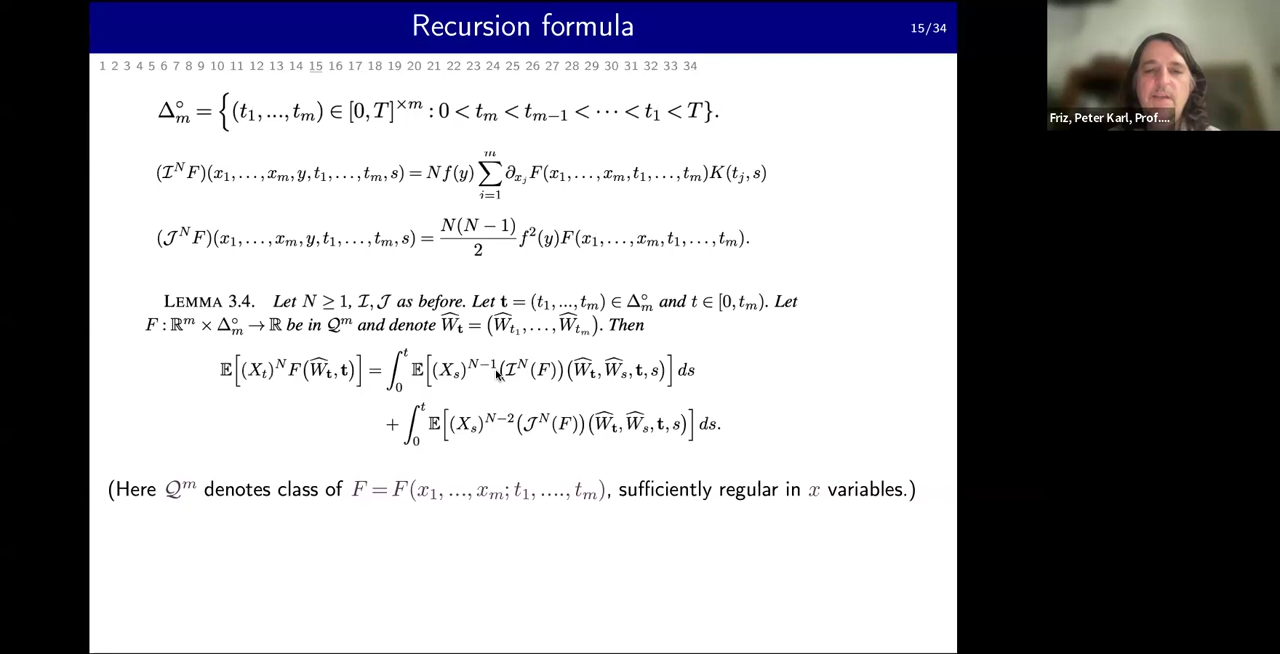 Recursion formula
15/34
1 2 3 4 5 6 7 8 9 10 11 12 13 14 15 16 17 18 19 20 21 22 23 24 25 26 27 28 29 30 31 32 33 34
Δ°_m = {(t_1, ..., t_m) ∈ [0, T]^{×m} : 0 < t_m < t_{m−1} < ··· < t_1 < T}.
(𝓘^N F)(x_1, ..., x_m, y, t_1, ..., t_m, s) = N f(y) ∑_{i=1}^{m} ∂_{x_j} F(x_1, ..., x_m, t_1, ..., t_m) K(t_j, s)
(𝓙^N F)(x_1, ..., x_m, y, t_1, ..., t_m, s) = \frac{N(N − 1)}{2} f^2(y) F(x_1, ..., x_m, t_1, ..., t_m).
LEMMA 3.4. Let N ≥ 1, 𝓘, 𝓙 as before. Let t = (t_1, ..., t_m) ∈ Δ°_m and t ∈ [0, t_m). Let
F : ℝ^m × Δ°_m → ℝ be in 𝒬^m and denote Ŵ_t = (Ŵ_{t_1}, ..., Ŵ_{t_m}). Then
𝔼[(X_t)^N F(Ŵ_t, t)] = ∫_0^t 𝔼[(X_s)^{N−1} (𝓘^N(F))(Ŵ_t, Ŵ_s, t, s)] ds
+ ∫_0^t 𝔼[(X_s)^{N−2} (𝓙^N(F))(Ŵ_t, Ŵ_s, t, s)] ds.
(Here 𝒬^m denotes class of F = F(x_1, ..., x_m; t_1, ...., t_m), sufficiently regular in x variables.)
Friz, Peter Karl, Prof....